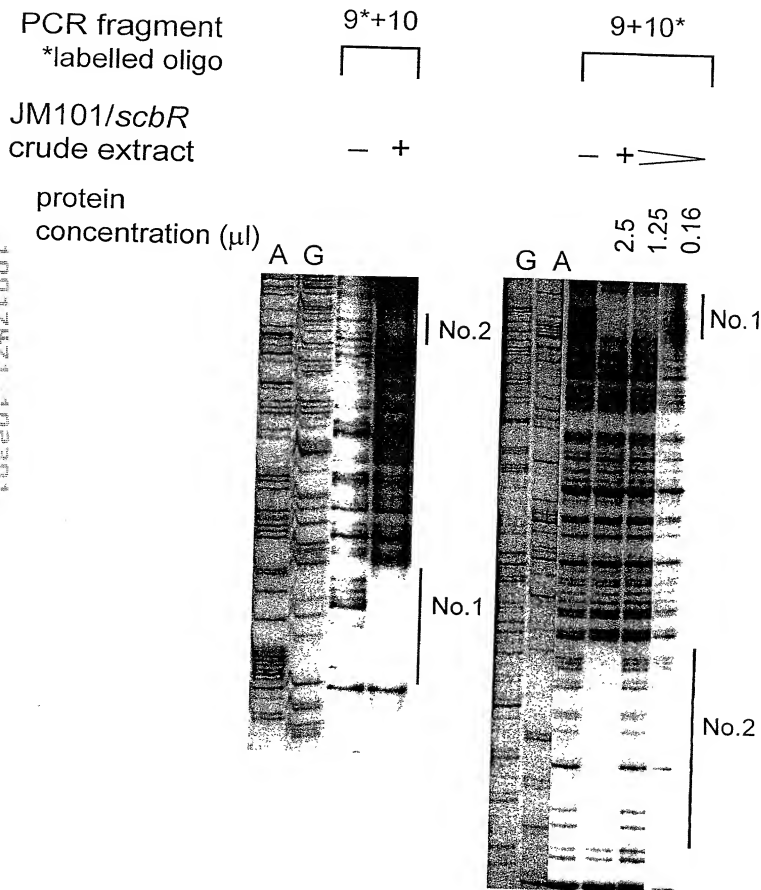 PCR fragment 9*+10 9+10*
*labelled oligo
JM101/scbR
crude extract − + − +
protein
concentration (µl) 2.5 1.25 0.16
A G G A
No.2 No.1
No.1
No.2